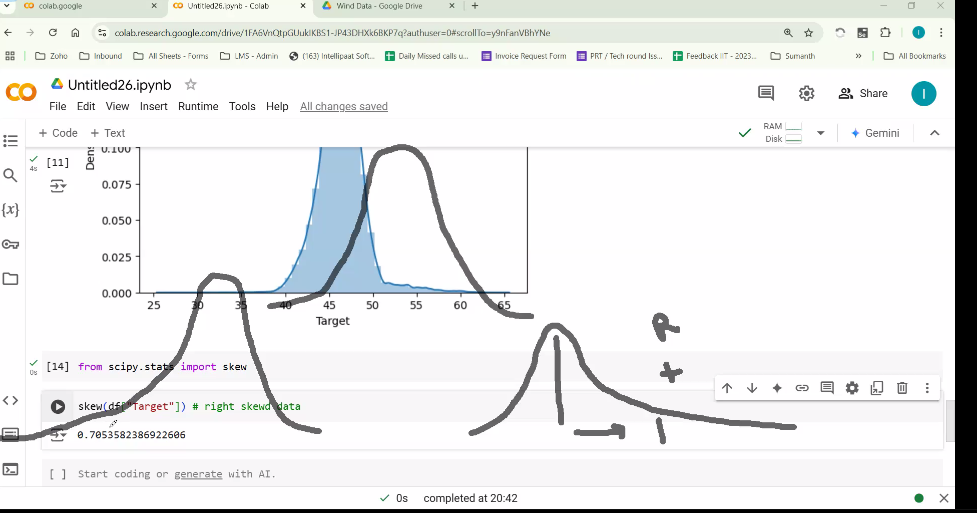 colab.google
Untitled26.ipynb - Colab
Wind Data - Google Drive
colab.research.google.com/drive/1FA6VnQtpGUukIKBS1-JP43DHXk6BKP7q?authuser=0#scrollTo=y9nFanVBhYNe
Zoho
Inbound
All Sheets - Forms
LMS - Admin
(163) Intellipaat Soft...
Daily Missed calls u...
Invoice Request Form
PRT / Tech round Iss...
Feedback IIT - 2023...
Sumanth
All Bookmarks
CO
Untitled26.ipynb
Share
I
File Edit View Insert Runtime Tools Help All changes saved
+ Code + Text
RAM
Disk
Gemini
[11]
4s
Dens
0.100
0.075
0.050
0.025
0.000
25 30 35 40 45 50 55 60 65
Target
R
+
[14] from scipy.stats import skew
0s
skew(df["Target"]) # right skewd data
0.7053582386922606
[ ] Start coding or generate with AI.
0s completed at 20:42